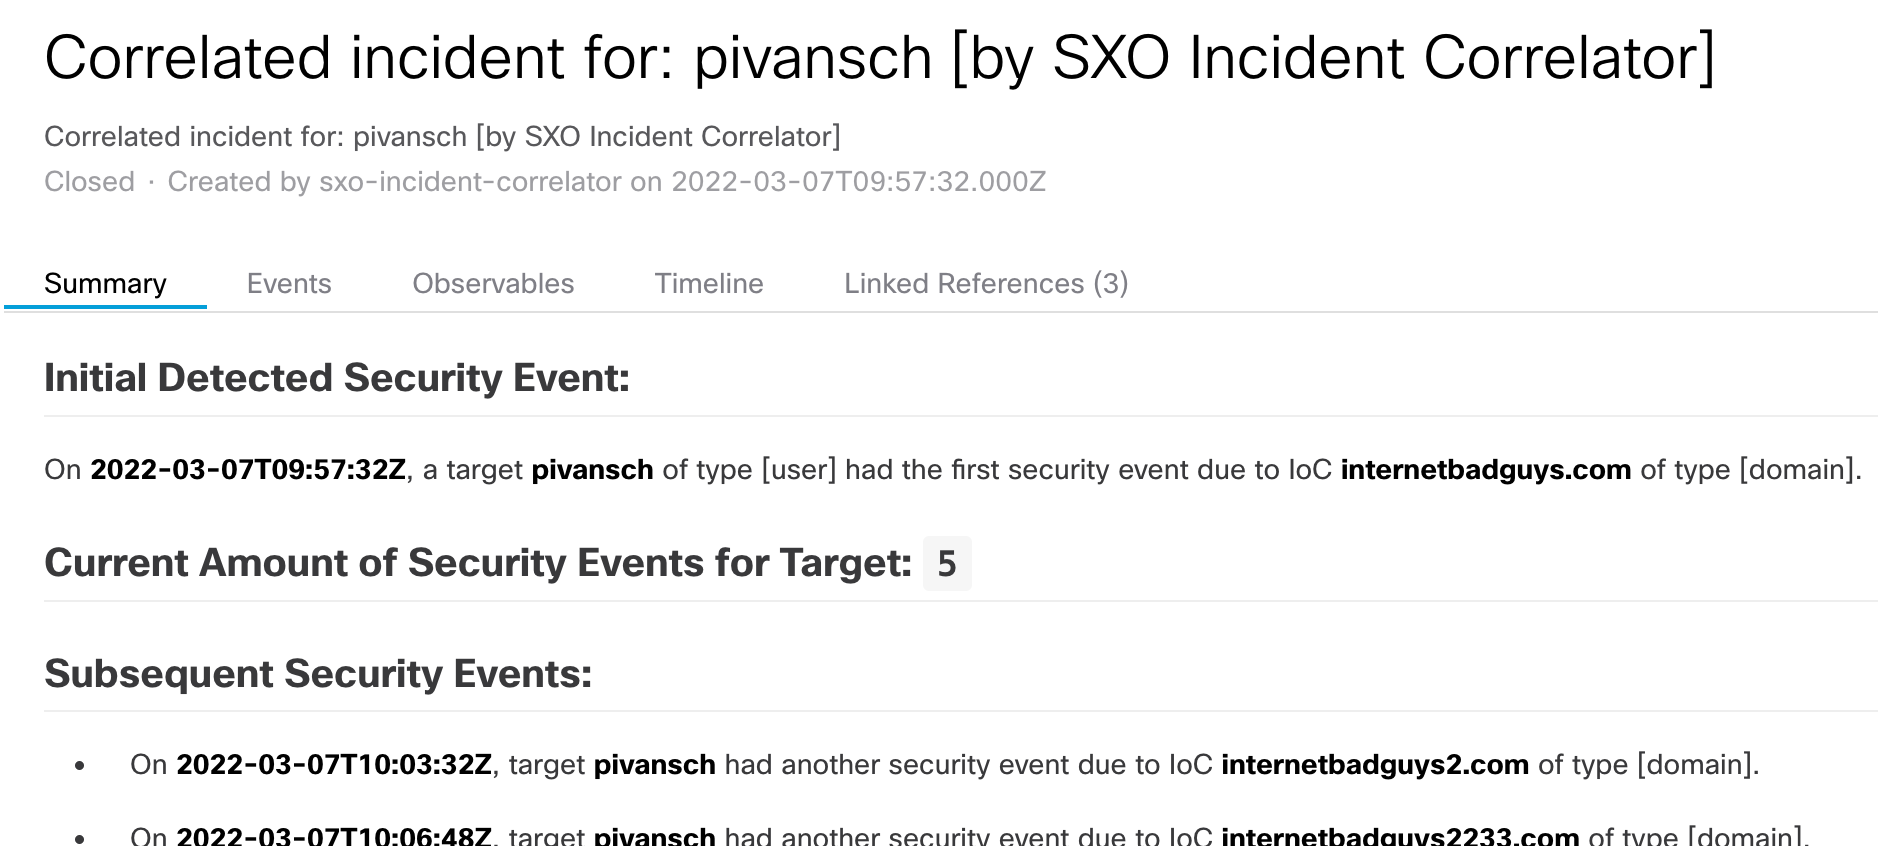 Correlated incident for: pivansch [by SXO Incident Correlator]
Correlated incident for: pivansch [by SXO Incident Correlator]
Closed · Created by sxo-incident-correlator on 2022-03-07T09:57:32.000Z
Summary Events Observables Timeline Linked References (3)
Initial Detected Security Event:
On 2022-03-07T09:57:32Z, a target pivansch of type [user] had the first security event due to IoC internetbadguys.com of type [domain].
Current Amount of Security Events for Target: 5
Subsequent Security Events:
• On 2022-03-07T10:03:32Z, target pivansch had another security event due to IoC internetbadguys2.com of type [domain].
• On 2022-03-07T10:06:48Z, target pivansch had another security event due to IoC internetbadguys2233.com of type [domain].